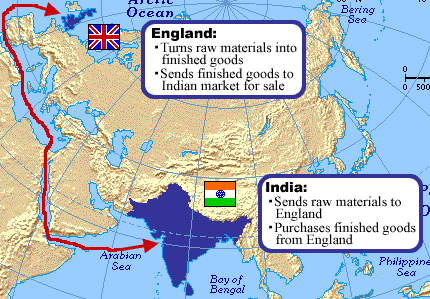 Arctic
Ocean
Bering
Sea
England:
• Turns raw materials into
finished goods
• Sends finished goods to
Indian market for sale
0 500
India:
• Sends raw materials to
England
• Purchases finished goods
from England
Arabian
Sea
Bay of
Bengal
Philippine
Sea